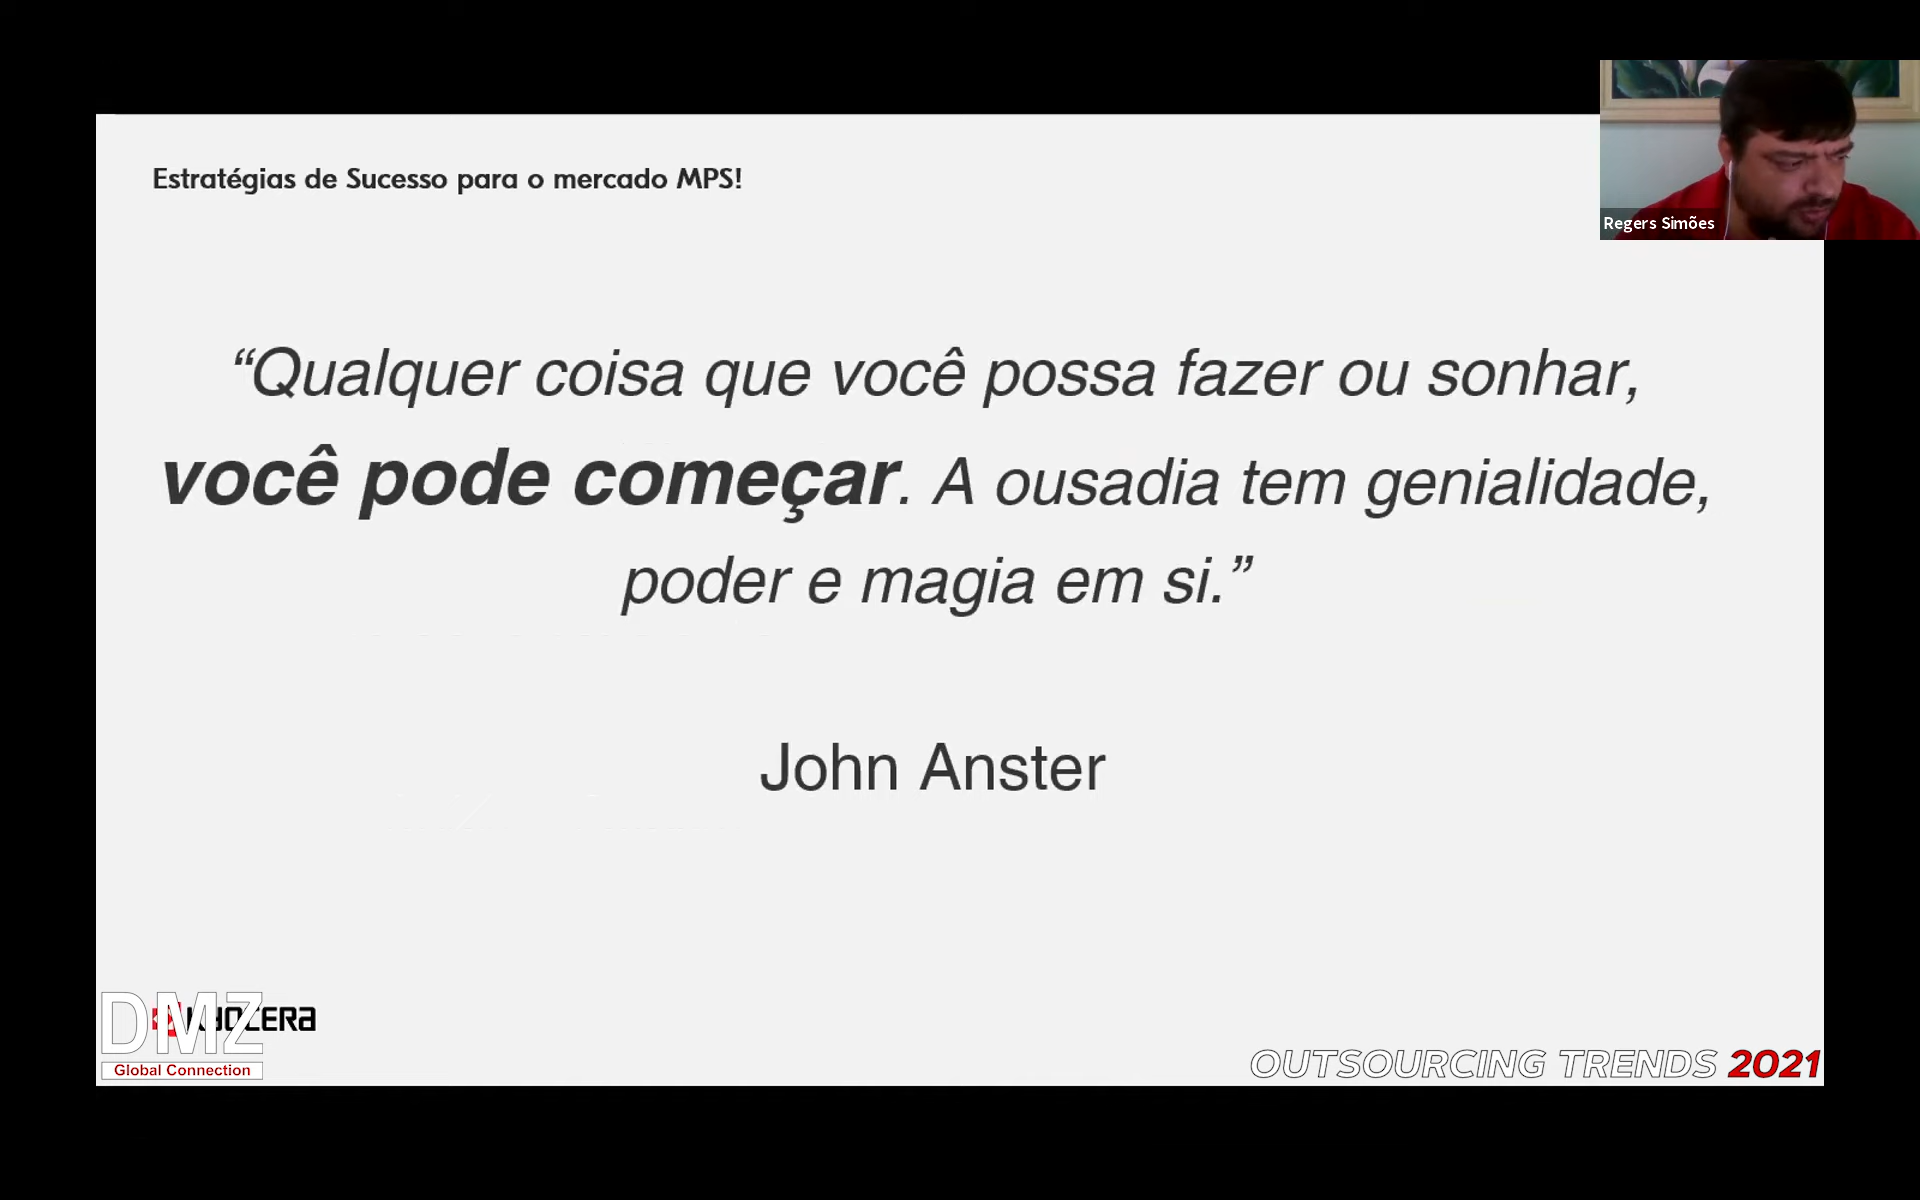 Estratégias de Sucesso para o mercado MPS!
Regers Simões
“Qualquer coisa que você possa fazer ou sonhar,
você pode começar. A ousadia tem genialidade,
poder e magia em si.”
John Anster
DMZ
KYOCERA
Global Connection
OUTSOURCING TRENDS 2021